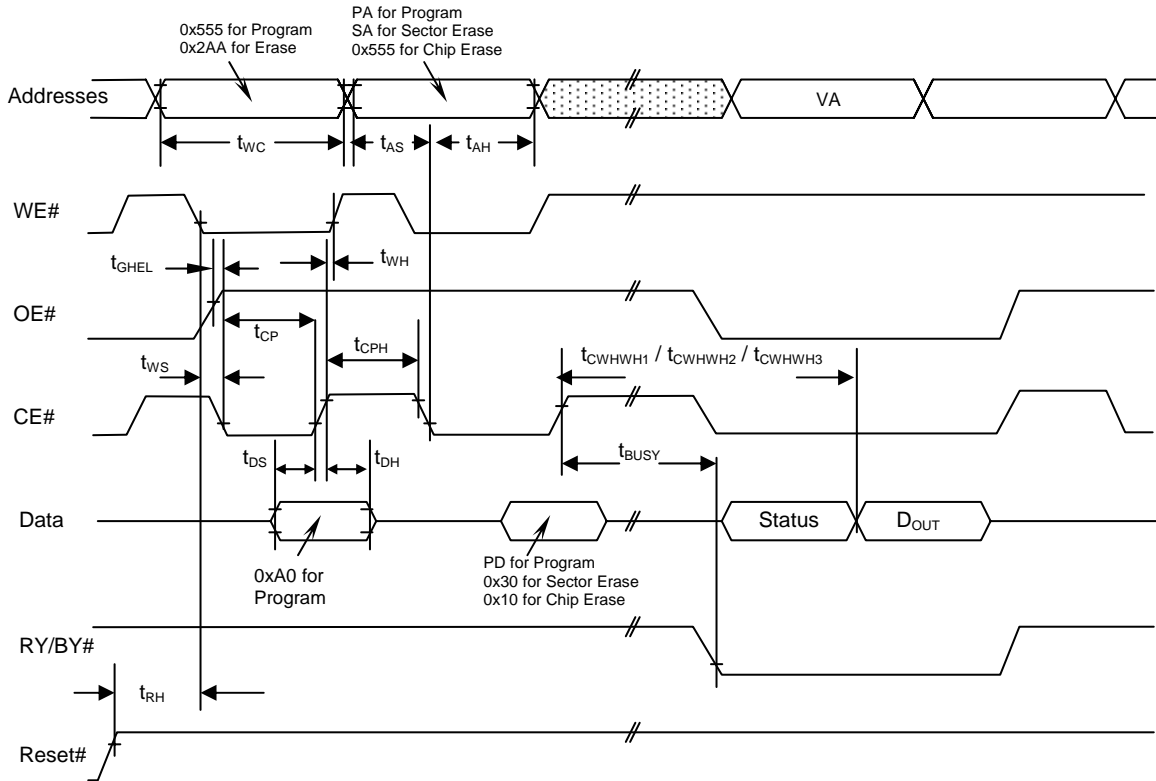 0x555 for Program
0x2AA for Erase
PA for Program
SA for Sector Erase
0x555 for Chip Erase
Addresses
VA
tWC
tAS
tAH
WE#
tGHEL
tWH
OE#
tCP
tCPH
tWS
tCWHWH1 / tCWHWH2 / tCWHWH3
CE#
tDS
tDH
tBUSY
Data
Status
DOUT
0xA0 for
Program
PD for Program
0x30 for Sector Erase
0x10 for Chip Erase
RY/BY#
tRH
Reset#